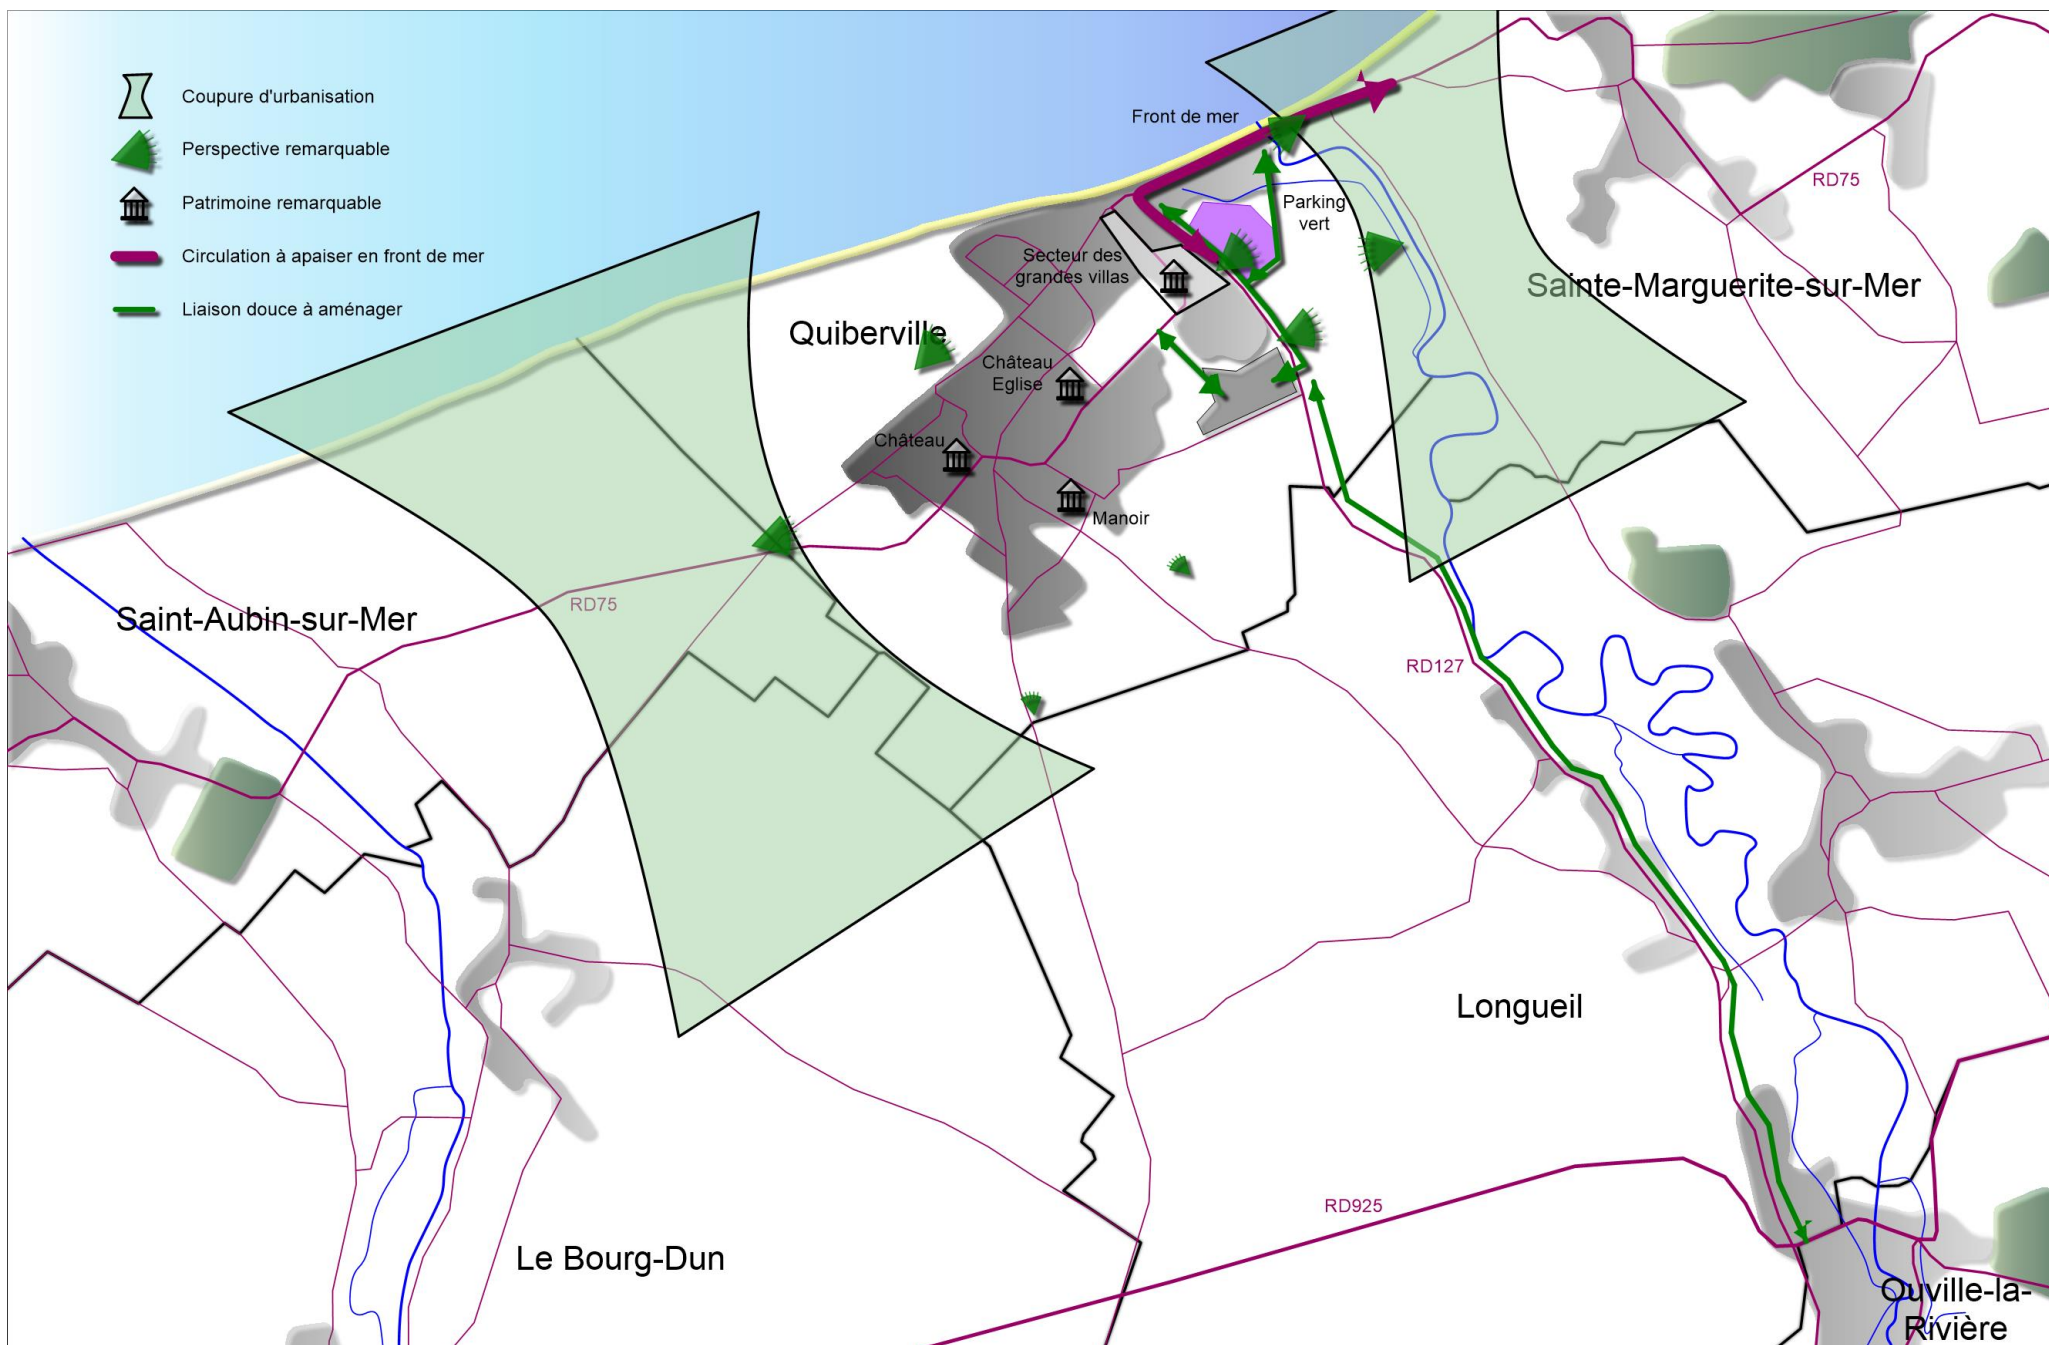 Coupure d'urbanisation
Perspective remarquable
Patrimoine remarquable
Circulation à apaiser en front de mer
Liaison douce à aménager
Front de mer
Parking
vert
RD75
Secteur des
grandes villas
Sainte-Marguerite-sur-Mer
Quiberville
Château
Eglise
Château
Manoir
RD75
Saint-Aubin-sur-Mer
RD127
Longueil
RD925
Le Bourg-Dun
Ouville-la-
Rivière